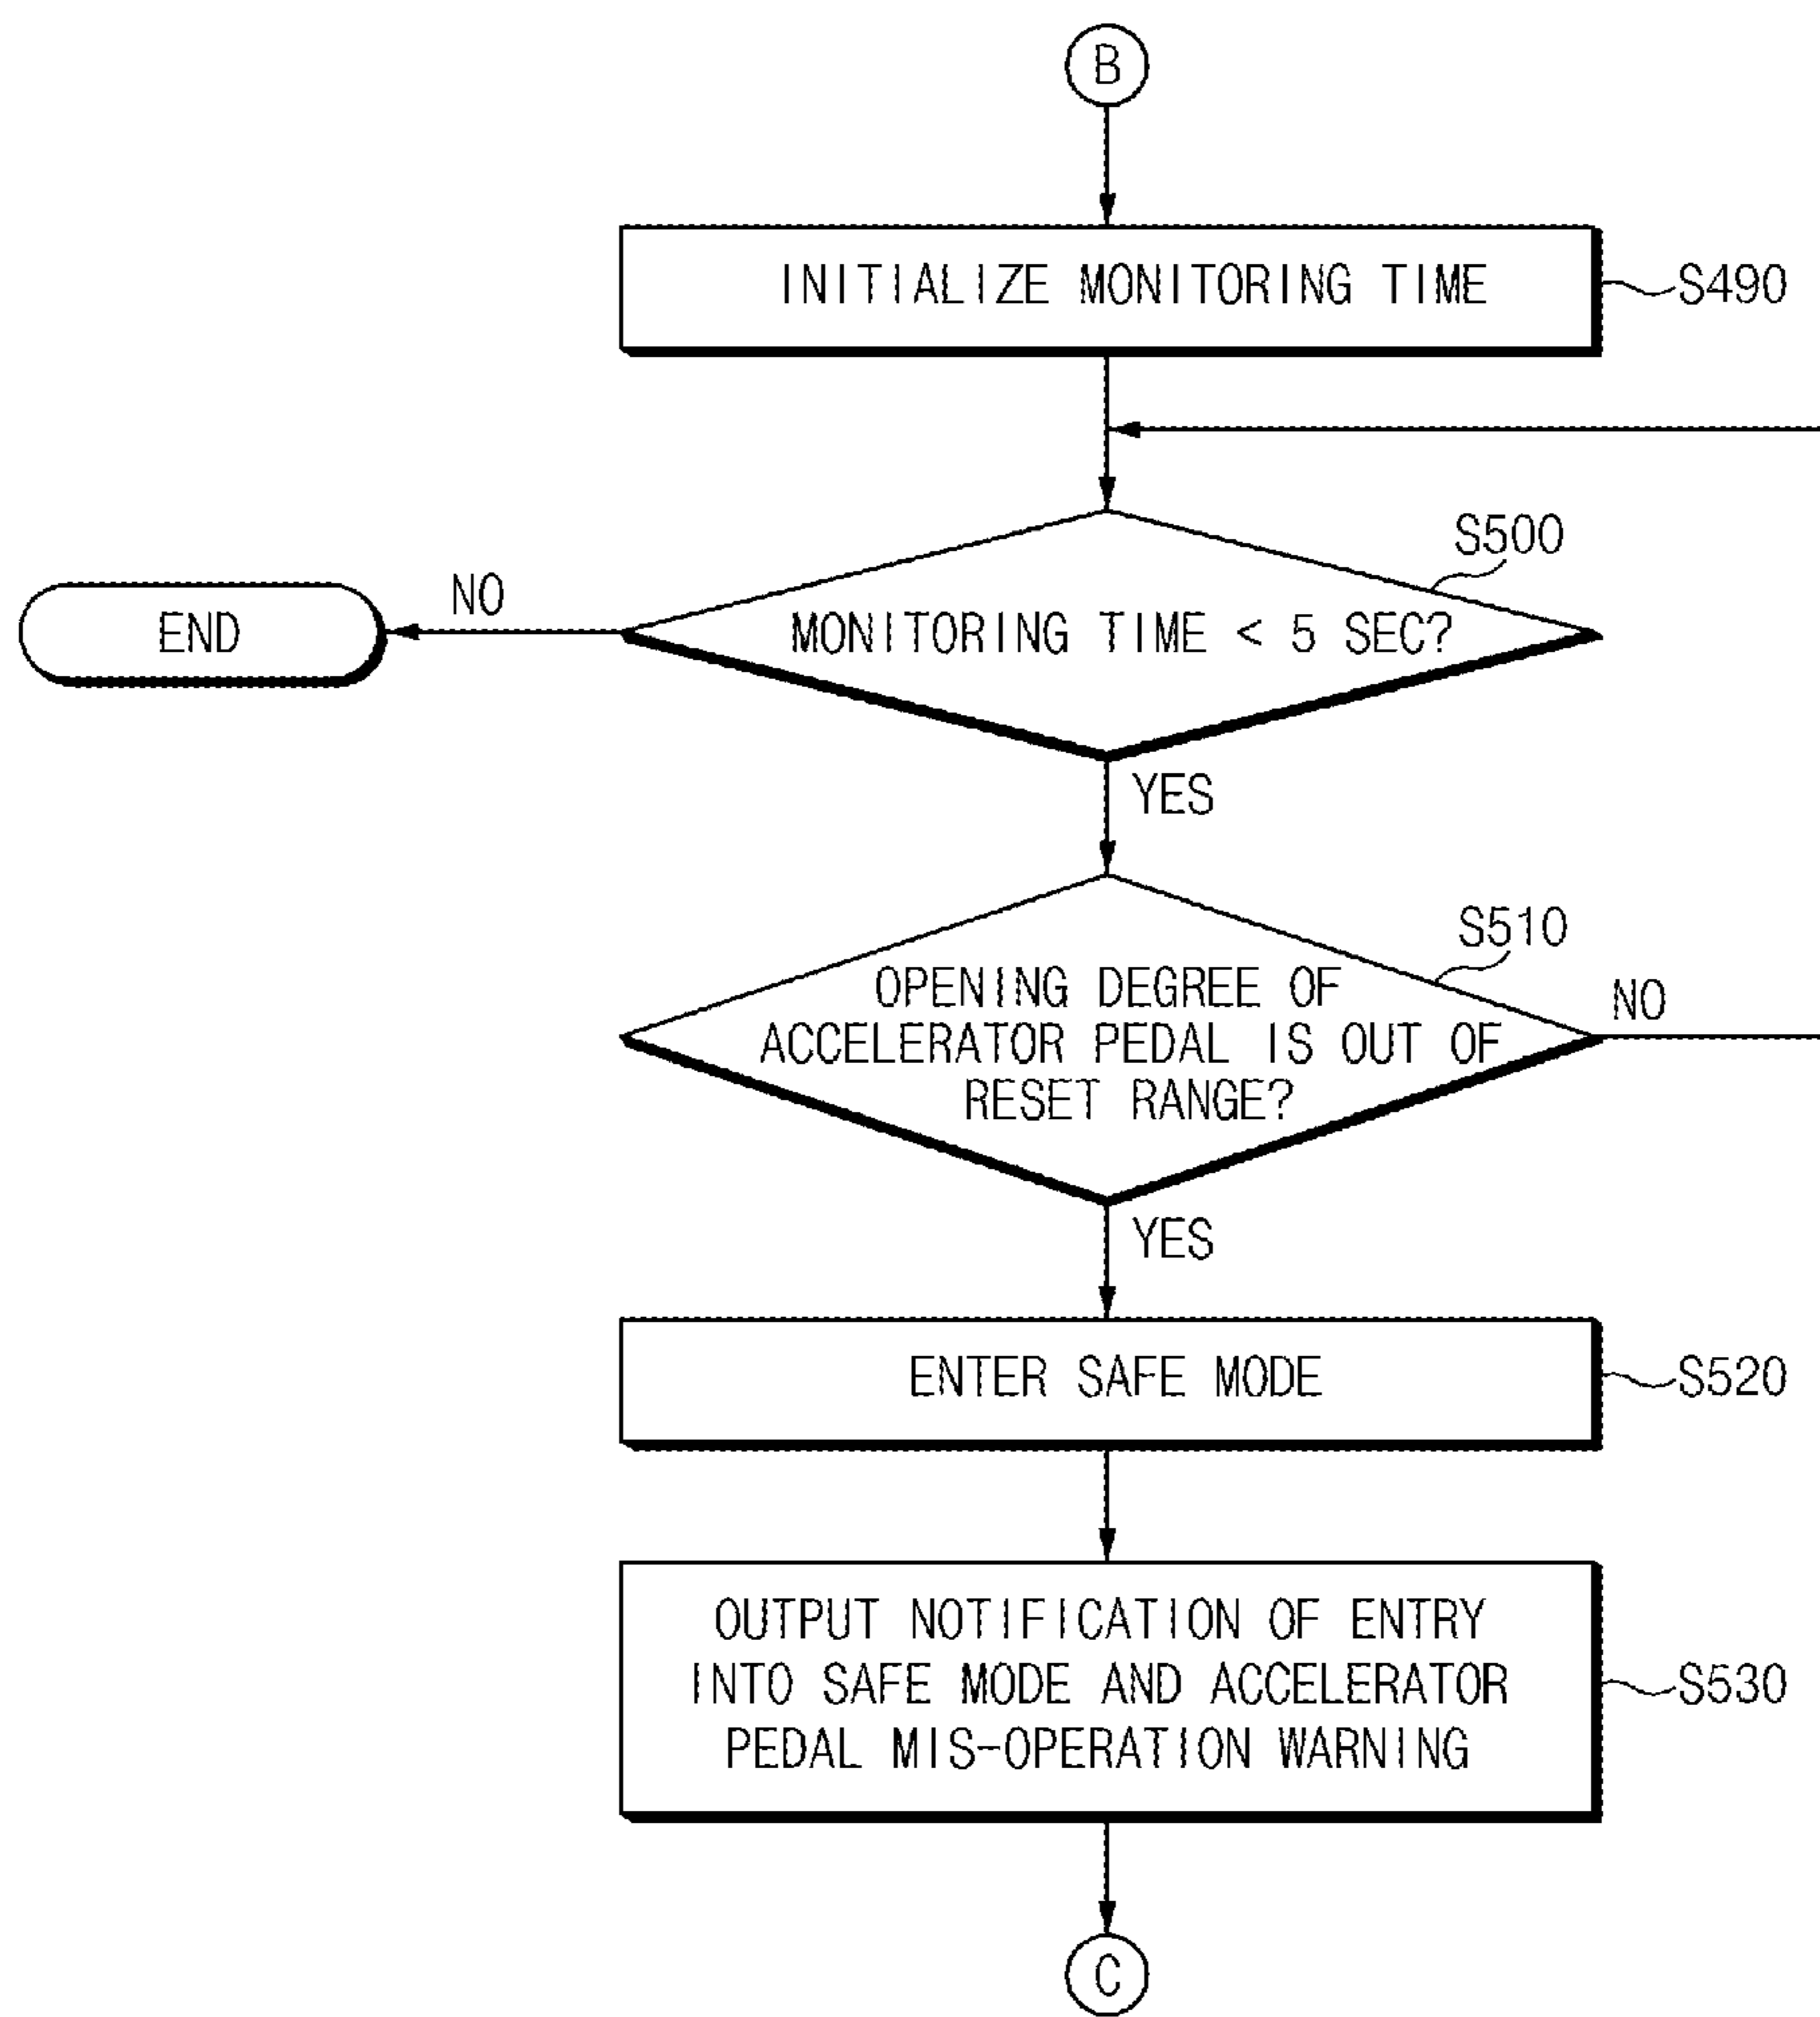 B
INITIALIZE MONITORING TIME
S490
S500
MONITORING TIME < 5 SEC?
NO
END
YES
S510
OPENING DEGREE OF
ACCELERATOR PEDAL IS OUT OF
RESET RANGE?
NO
YES
ENTER SAFE MODE
S520
OUTPUT NOTIFICATION OF ENTRY
INTO SAFE MODE AND ACCELERATOR
PEDAL MIS-OPERATION WARNING
S530
C